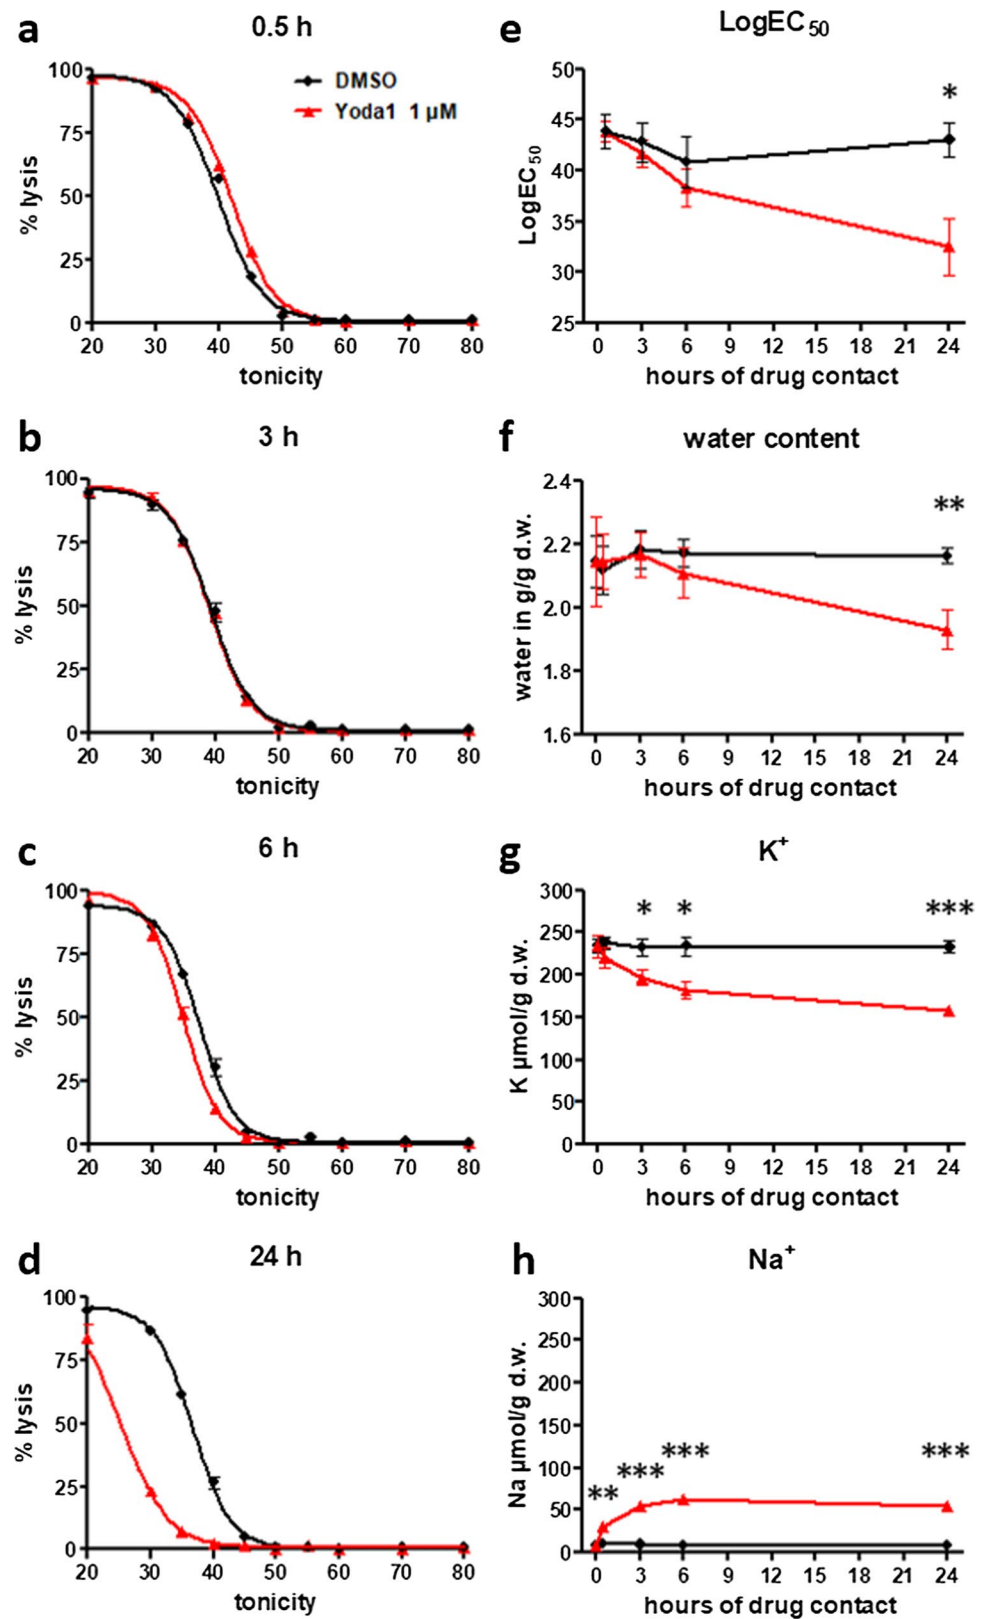 a
0.5 h
DMSO
Yoda1 1 µM
100
75
50
25
0
% lysis
20 30 40 50 60 70 80
tonicity
e
LogEC50
50
45
40
35
30
25
LogEC50
*
0 3 6 9 12 15 18 21 24
hours of drug contact
b
3 h
100
75
50
25
0
% lysis
20 30 40 50 60 70 80
tonicity
f
water content
2.4
2.2
2.0
1.8
1.6
water in g/g d.w.
**
0 3 6 9 12 15 18 21 24
hours of drug contact
c
6 h
100
75
50
25
0
% lysis
20 30 40 50 60 70 80
tonicity
g
K+
300
250
200
150
100
50
0
K µmol/g d.w.
* * ***
0 3 6 9 12 15 18 21 24
hours of drug contact
d
24 h
100
75
50
25
0
% lysis
20 30 40 50 60 70 80
tonicity
h
Na+
300
250
200
150
100
50
0
Na µmol/g d.w.
** *** *** ***
0 3 6 9 12 15 18 21 24
hours of drug contact